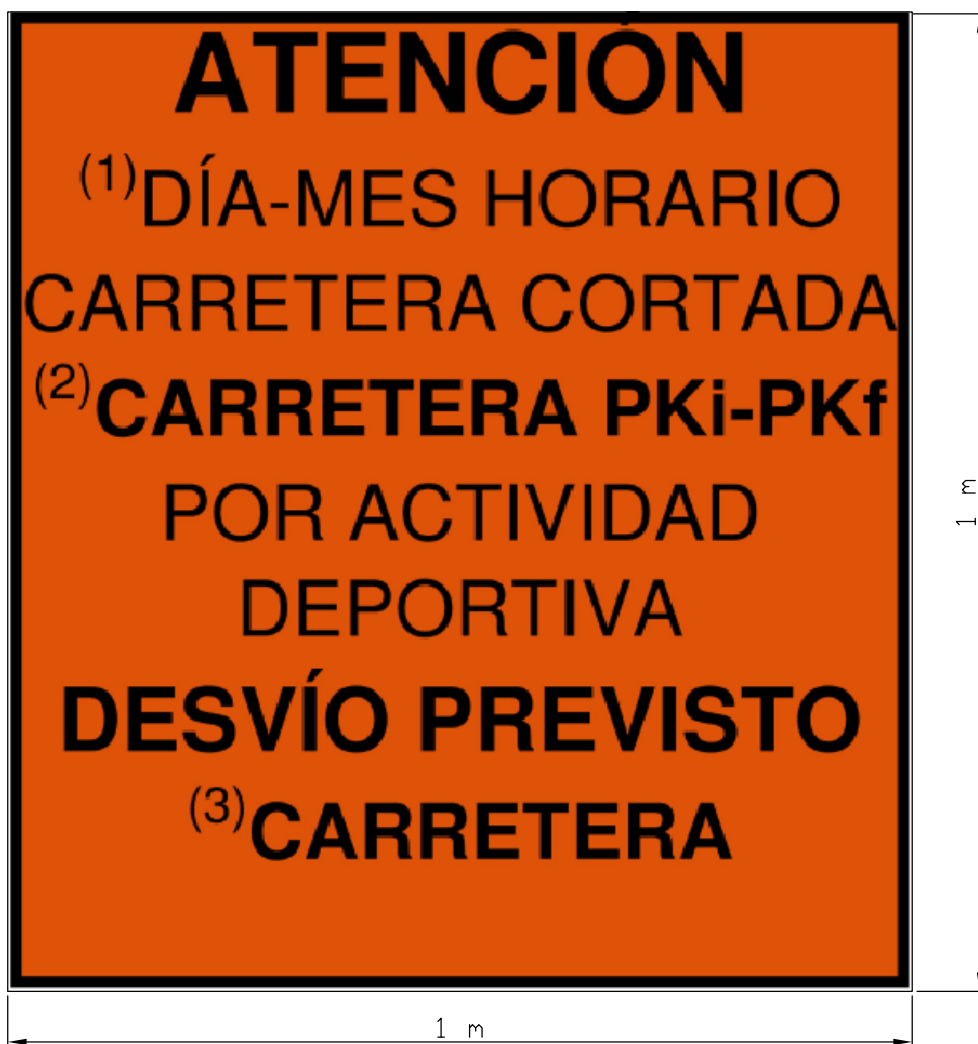 ATENCIÓN
(1)DÍA-MES HORARIO
CARRETERA CORTADA
(2)CARRETERA PKi-PKf
POR ACTIVIDAD
DEPORTIVA
DESVÍO PREVISTO
(3)CARRETERA
1 m
1 m